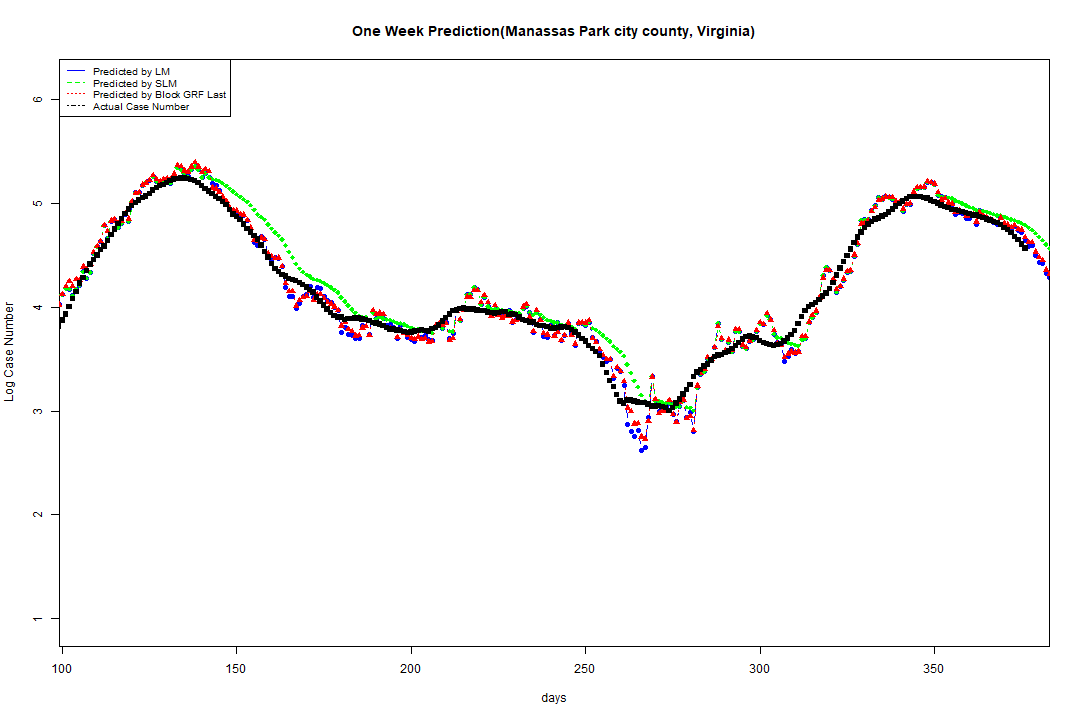 One Week Prediction(Manassas Park city county, Virginia)
Predicted by LM
Predicted by SLM
Predicted by Block GRF Last
Actual Case Number
6
5
4
3
2
1
Log Case Number
100 150 200 250 300 350
days